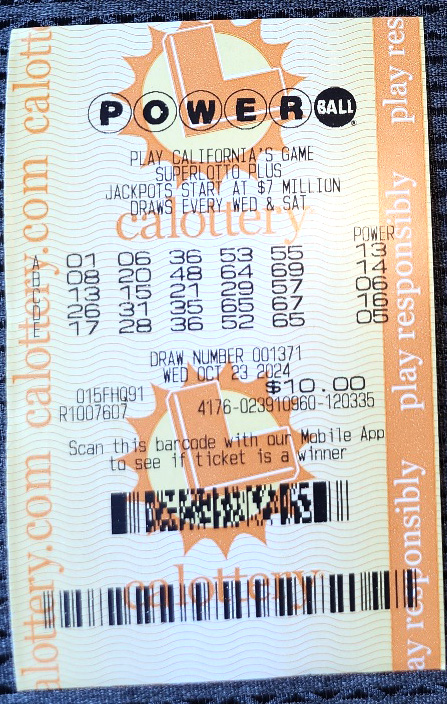 POWERBALL
PLAY CALIFORNIA'S GAME
SUPERLOTTO PLUS
JACKPOTS START AT $7 MILLION
DRAWS EVERY WED & SAT
calottery
POWER
A 01 06 36 53 55 13
B 08 20 48 64 69 14
C 13 15 21 29 57 06
D 26 31 35 65 67 16
E 17 28 36 52 65 05
DRAW NUMBER 001371
WED OCT 23 2024
$10.00
015FHQ91
R1007607 4176-023910960-120335
Scan this barcode with our Mobile App
to see if ticket is a winner
calottery
calottery.com calottery.com calott
play responsibly play responsibly play res